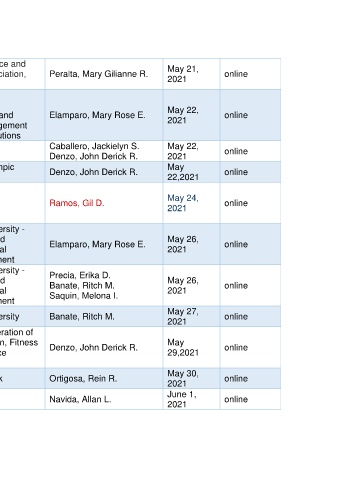 ce and
ciation,
Peralta, Mary Gilianne R.
May 21,
2021
online
and
gement
utions
Elamparo, Mary Rose E.
May 22,
2021
online
Caballero, Jackielyn S.
Denzo, John Derick R.
May 22,
2021
online
mpic
Denzo, John Derick R.
May
22,2021
online
Ramos, Gil D.
May 24,
2021
online
ersity -
d
al
ment
Elamparo, Mary Rose E.
May 26,
2021
online
ersity -
d
al
ment
Precia, Erika D.
Banate, Ritch M.
Saquin, Melona I.
May 26,
2021
online
ersity
Banate, Ritch M.
May 27,
2021
online
eration of
n, Fitness
ce
Denzo, John Derick R.
May
29,2021
online
k
Ortigosa, Rein R.
May 30,
2021
online
Navida, Allan L.
June 1,
2021
online